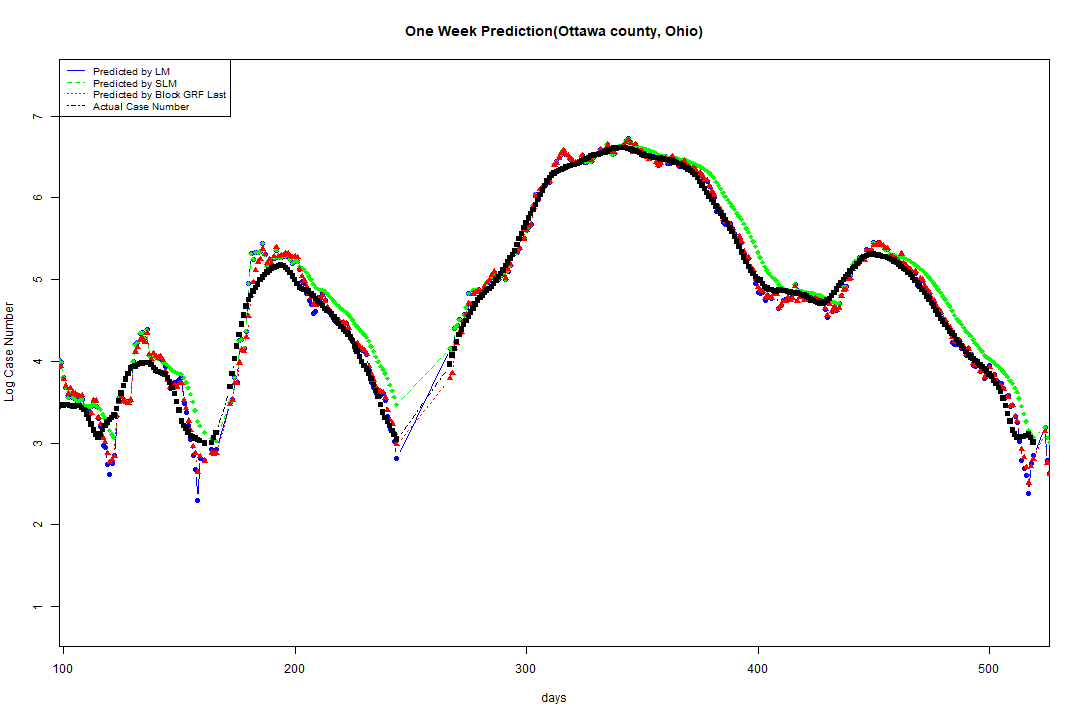 One Week Prediction(Ottawa county, Ohio)
Predicted by LM
Predicted by SLM
Predicted by Block GRF Last
Actual Case Number
7
6
5
4
3
2
1
Log Case Number
100 200 300 400 500
days